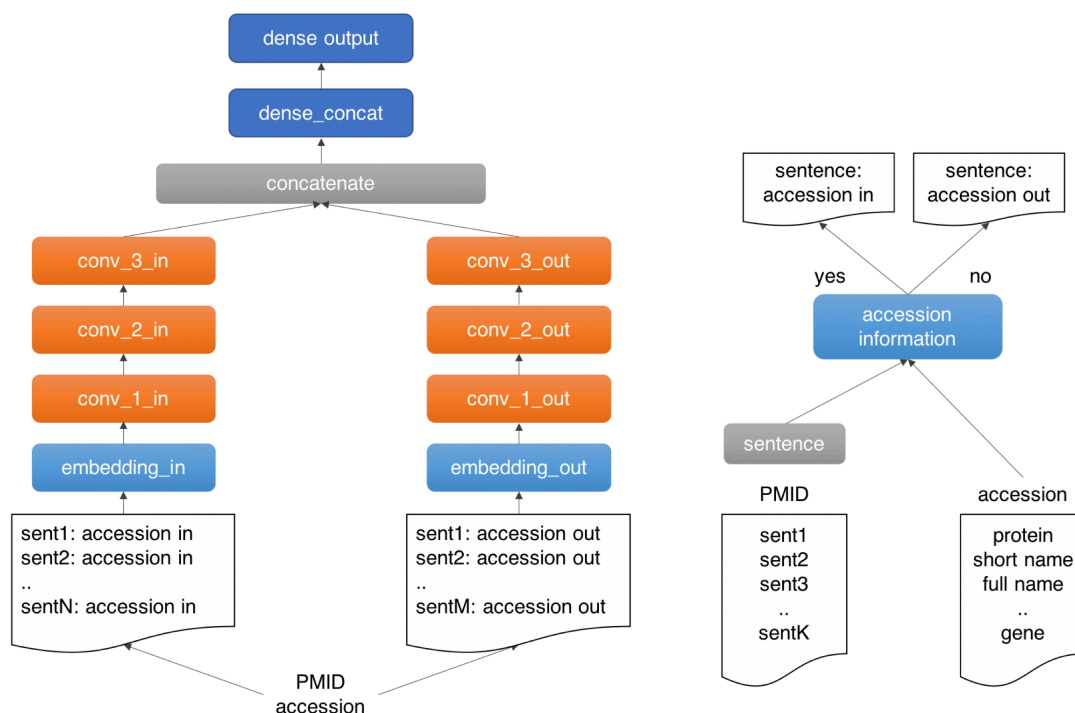 dense output
dense_concat
concatenate
conv_3_in
conv_2_in
conv_1_in
embedding_in
sent1: accession in
sent2: accession in
..
sentN: accession in
conv_3_out
conv_2_out
conv_1_out
embedding_out
sent1: accession out
sent2: accession out
..
sentM: accession out
PMID
accession
sentence:
accession in
sentence:
accession out
yes
no
accession
information
sentence
PMID
sent1
sent2
sent3
..
sentK
accession
protein
short name
full name
..
gene